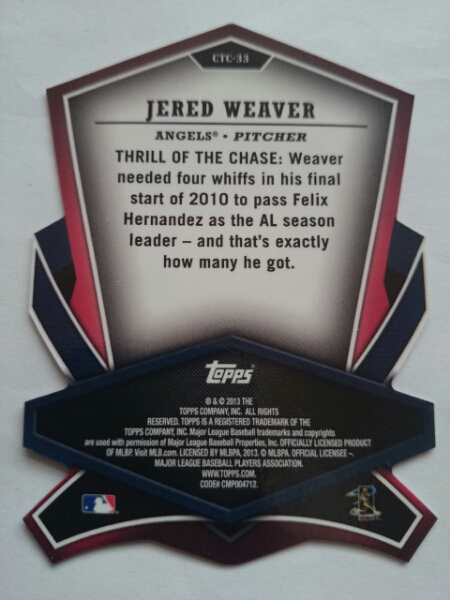 CTC-33
JERED WEAVER
ANGELS® • PITCHER
THRILL OF THE CHASE: Weaver
needed four whiffs in his final
start of 2010 to pass Felix
Hernandez as the AL season
leader – and that's exactly
how many he got.
topps
® & © 2013 THE
TOPPS COMPANY, INC. ALL RIGHTS
RESERVED. TOPPS IS A REGISTERED TRADEMARK OF THE
TOPPS COMPANY, INC. Major League Baseball trademarks and copyrights
are used with permission of Major League Baseball Properties, Inc. OFFICIALLY LICENSED PRODUCT
OF MLBP. Visit MLB.com. LICENSED BY MLBPA, 2013. © MLBPA. OFFICIAL LICENSEE –
MAJOR LEAGUE BASEBALL PLAYERS ASSOCIATION.
WWW.TOPPS.COM.
CODE# CMP004712.